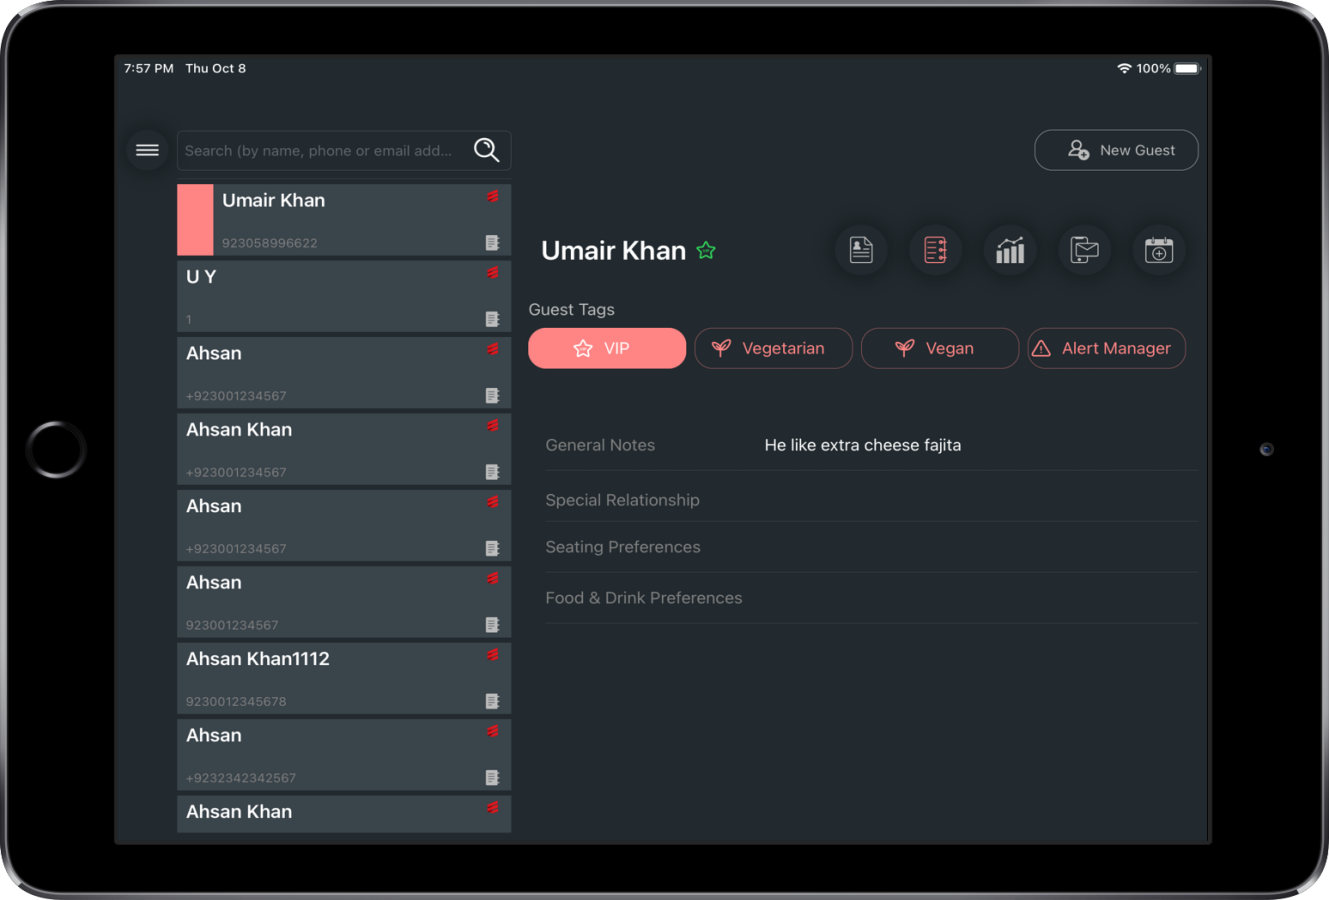 7:57 PM Thu Oct 8
100%
Search (by name, phone or email add...
New Guest
Umair Khan
923058996622
U Y
1
Ahsan
+923001234567
Ahsan Khan
+923001234567
Ahsan
+923001234567
Ahsan
923001234567
Ahsan Khan1112
9230012345678
Ahsan
+9232342342567
Ahsan Khan
Umair Khan
Guest Tags
VIP
Vegetarian
Vegan
Alert Manager
General Notes He like extra cheese fajita
Special Relationship
Seating Preferences
Food & Drink Preferences